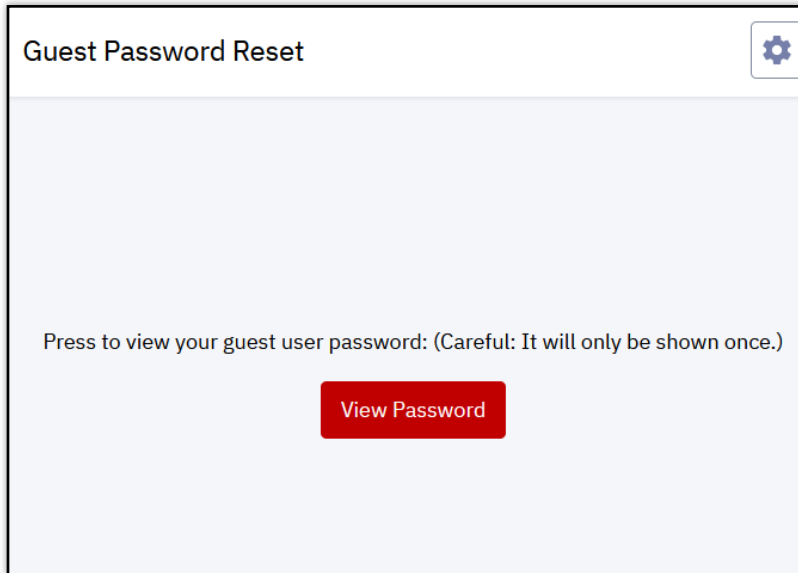 Guest Password Reset
Press to view your guest user password: (Careful: It will only be shown once.)
View Password